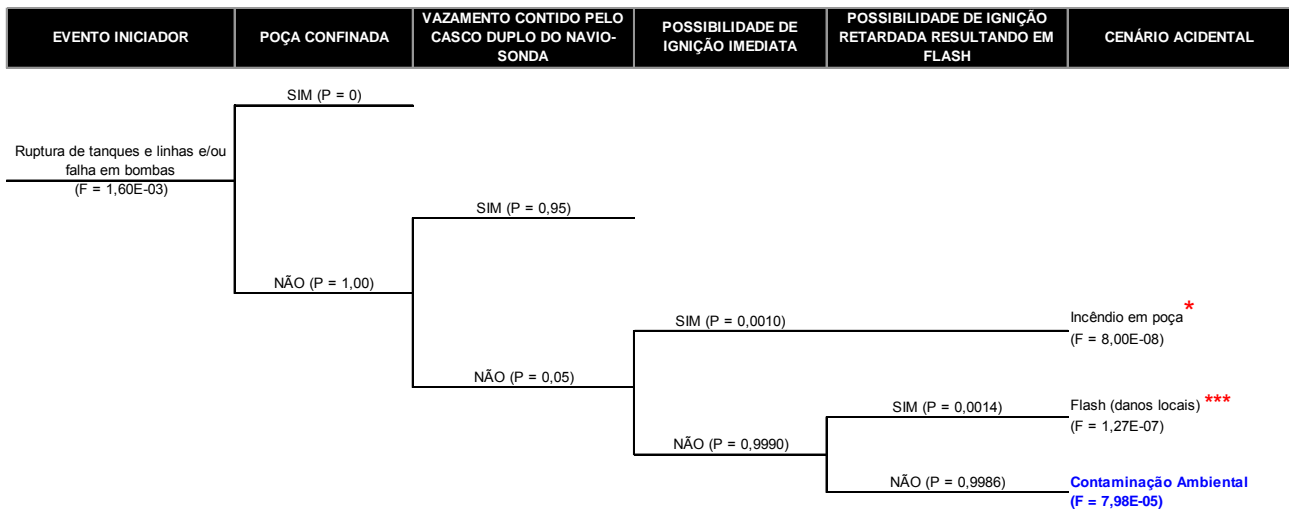 EVENTO INICIADOR
POÇA CONFINADA
VAZAMENTO CONTIDO PELO
CASCO DUPLO DO NAVIO-
SONDA
POSSIBILIDADE DE
IGNIÇÃO IMEDIATA
POSSIBILIDADE DE IGNIÇÃO
RETARDADA RESULTANDO EM
FLASH
CENÁRIO ACIDENTAL
SIM (P = 0)
Ruptura de tanques e linhas e/ou
falha em bombas
(F = 1,60E-03)
SIM (P = 0,95)
NÃO (P = 1,00)
SIM (P = 0,0010)
Incêndio em poça*
(F = 8,00E-08)
NÃO (P = 0,05)
SIM (P = 0,0014)
Flash (danos locais) ***
(F = 1,27E-07)
NÃO (P = 0,9990)
NÃO (P = 0,9986)
Contaminação Ambiental
(F = 7,98E-05)